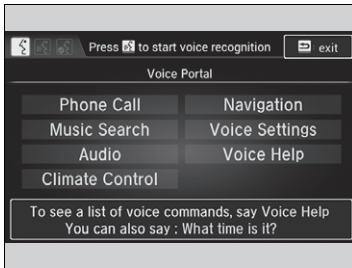 Press to start voice recognition
exit
Voice Portal
Phone Call
Navigation
Music Search
Voice Settings
Audio
Voice Help
Climate Control
To see a list of voice commands, say Voice Help
You can also say : What time is it?